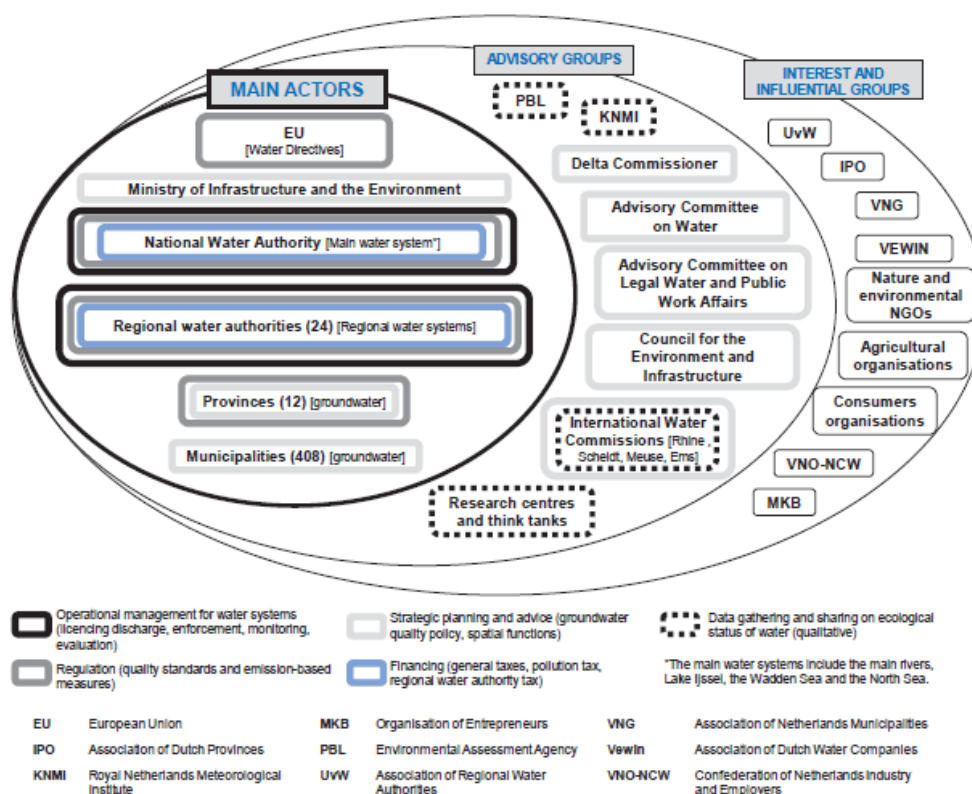 ADVISORY GROUPS
MAIN ACTORS
INTEREST AND
INFLUENTIAL GROUPS
EU
[Water Directives]
Ministry of Infrastructure and the Environment
National Water Authority [Main water system*]
Regional water authorities (24) [Regional water systems]
Provinces (12) [groundwater]
Municipalities (408) [groundwater]
PBL
KNMI
Delta Commissioner
Advisory Committee
on Water
Advisory Committee on
Legal Water and Public
Work Affairs
Council for the
Environment and
Infrastructure
International Water
Commissions [Rhine ,
Scheldt, Meuse, Ems]
Research centres
and think tanks
UvW
IPO
VNG
VEWIN
Nature and
environmental
NGOs
Agricultural
organisations
Consumers
organisations
VNO-NCW
MKB
Operational management for water systems
(licencing discharge, enforcement, monitoring,
evaluation)
Regulation (quality standards and emission-based
measures)
Strategic planning and advice (groundwater
quality policy, spatial functions)
Financing (general taxes, pollution tax,
regional water authority tax)
Data gathering and sharing on ecological
status of water (qualitative)
*The main water systems include the main rivers,
Lake Ijssel, the Wadden Sea and the North Sea.
EU European Union
IPO Association of Dutch Provinces
KNMI Royal Netherlands Meteorological
Institute
MKB Organisation of Entrepreneurs
PBL Environmental Assessment Agency
UvW Association of Regional Water
Authorities
VNG Association of Netherlands Municipalities
Vewin Association of Dutch Water Companies
VNO-NCW Confederation of Netherlands Industry
and Employers